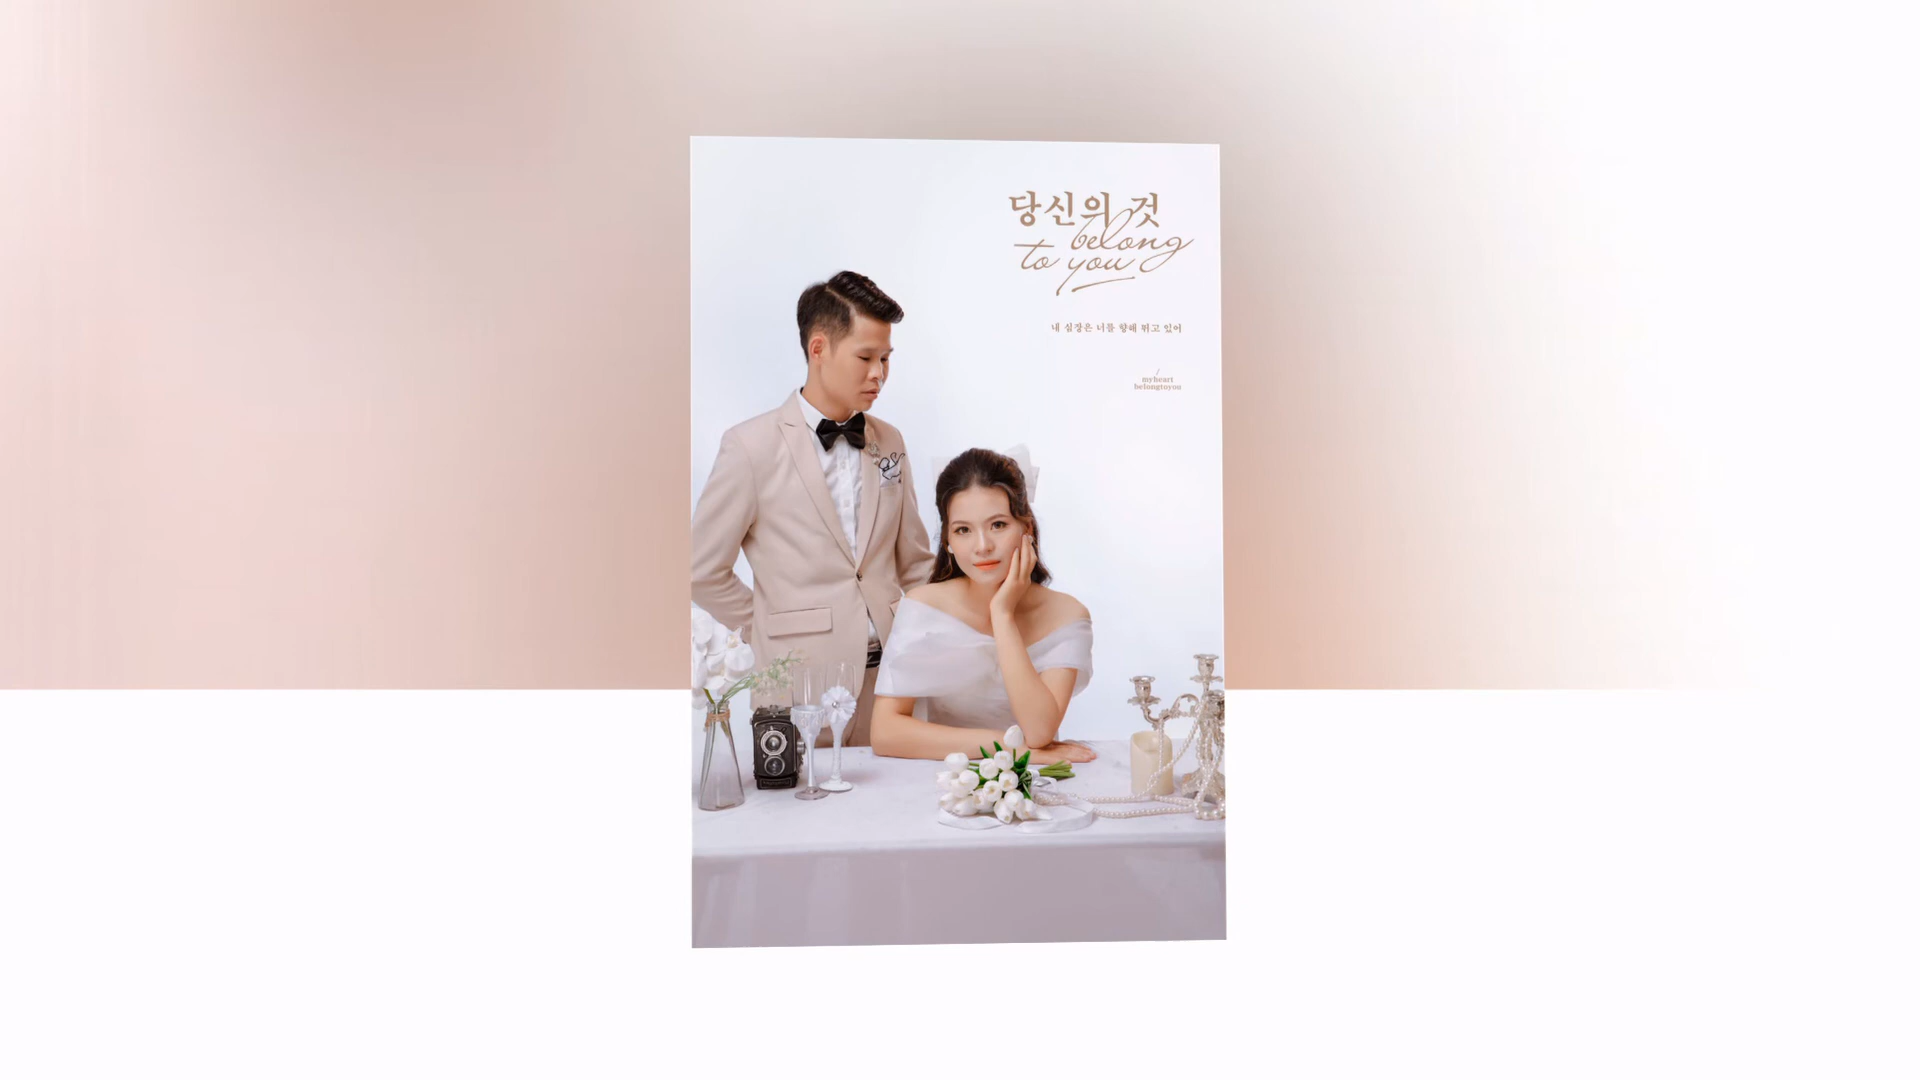 당신의 것
belong
to you
내 심장은 너를 향해 뛰고 있어
myheart
belongtoyou